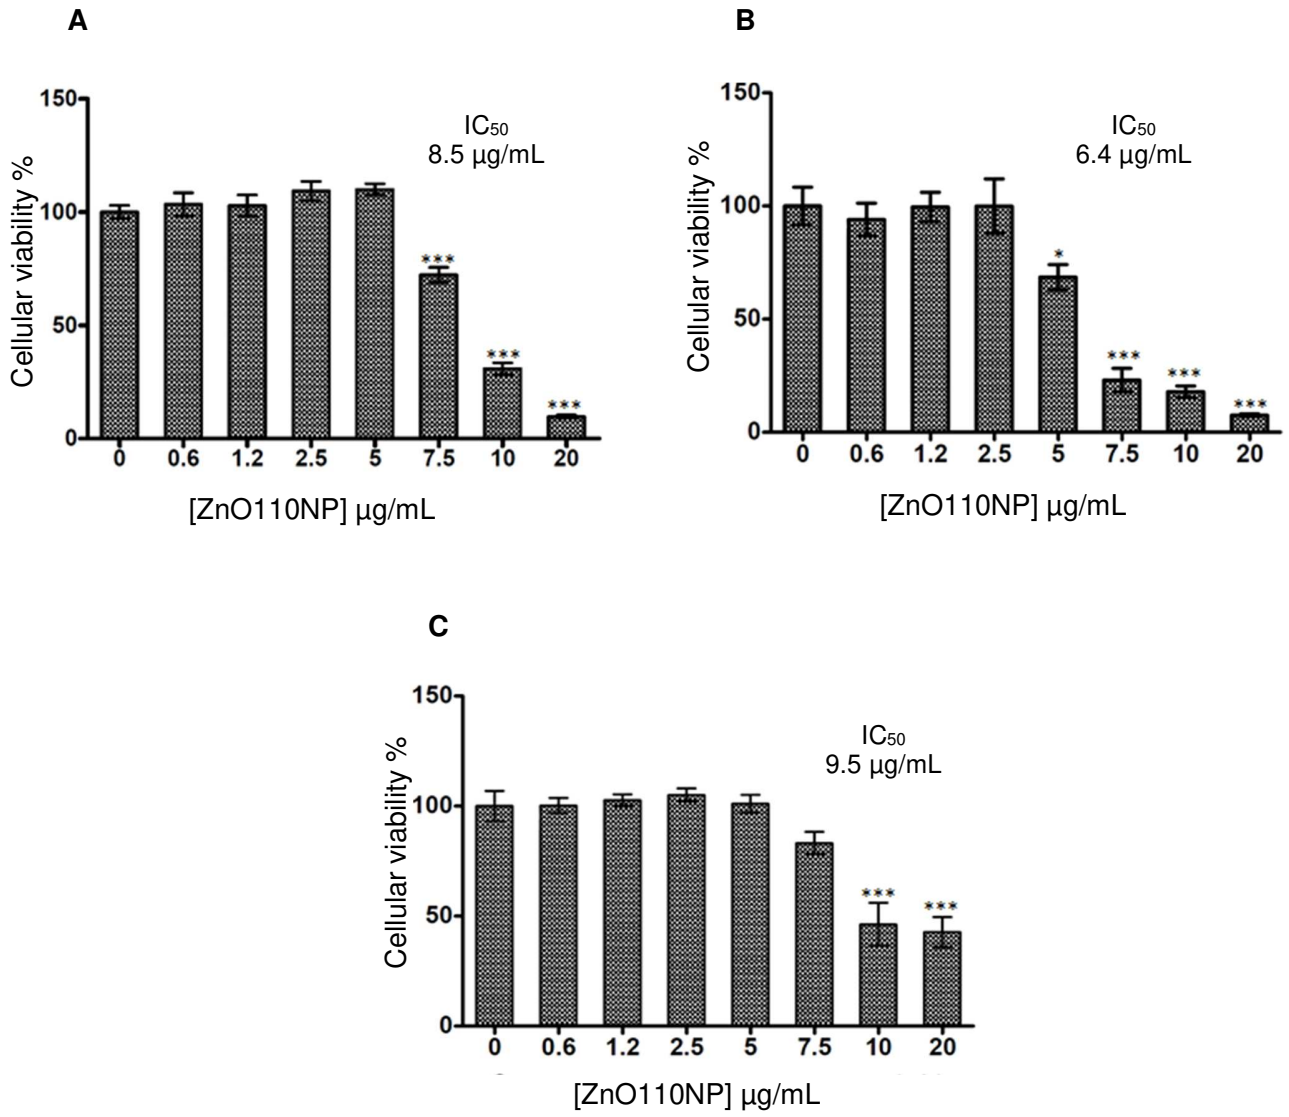 A
150
100
50
0
Cellular viability %
IC50
8.5 µg/mL
***
***
***
0 0.6 1.2 2.5 5 7.5 10 20
[ZnO110NP] µg/mL
B
150
100
50
0
Cellular viability %
IC50
6.4 µg/mL
*
***
***
***
0 0.6 1.2 2.5 5 7.5 10 20
[ZnO110NP] µg/mL
C
150
100
50
0
Cellular viability %
IC50
9.5 µg/mL
***
***
0 0.6 1.2 2.5 5 7.5 10 20
[ZnO110NP] µg/mL